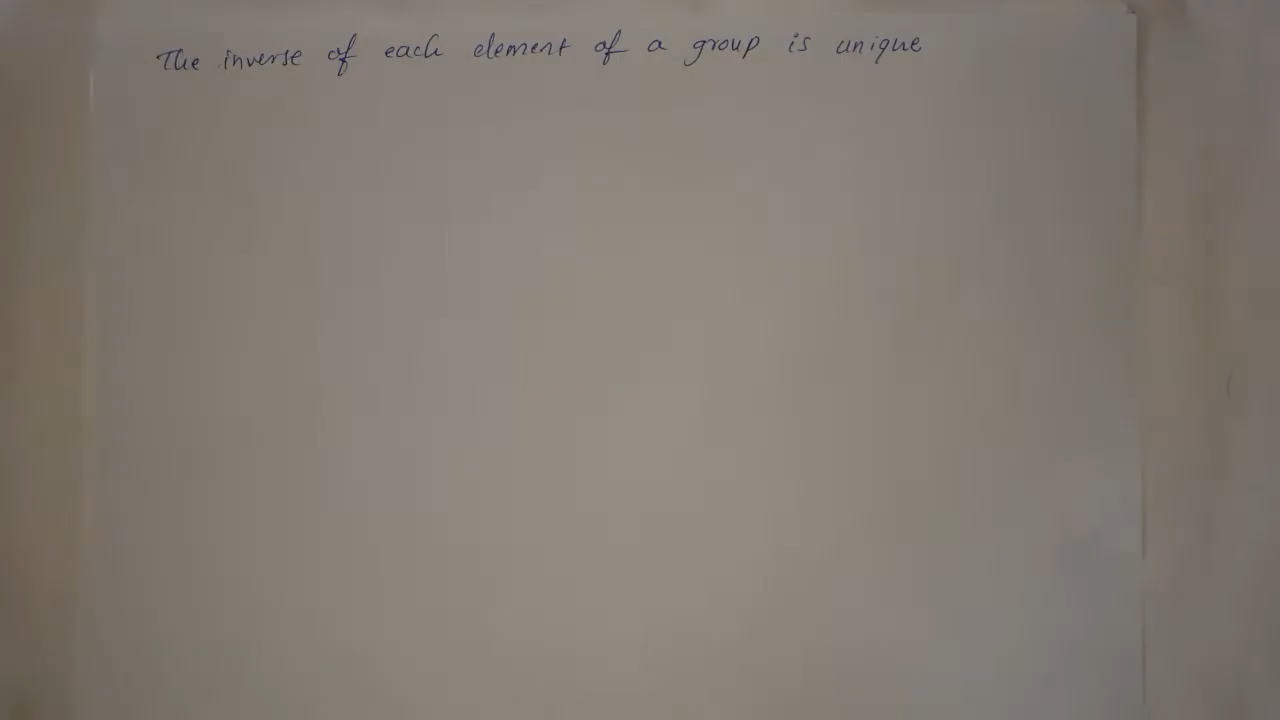 The inverse of each element of a group is unique